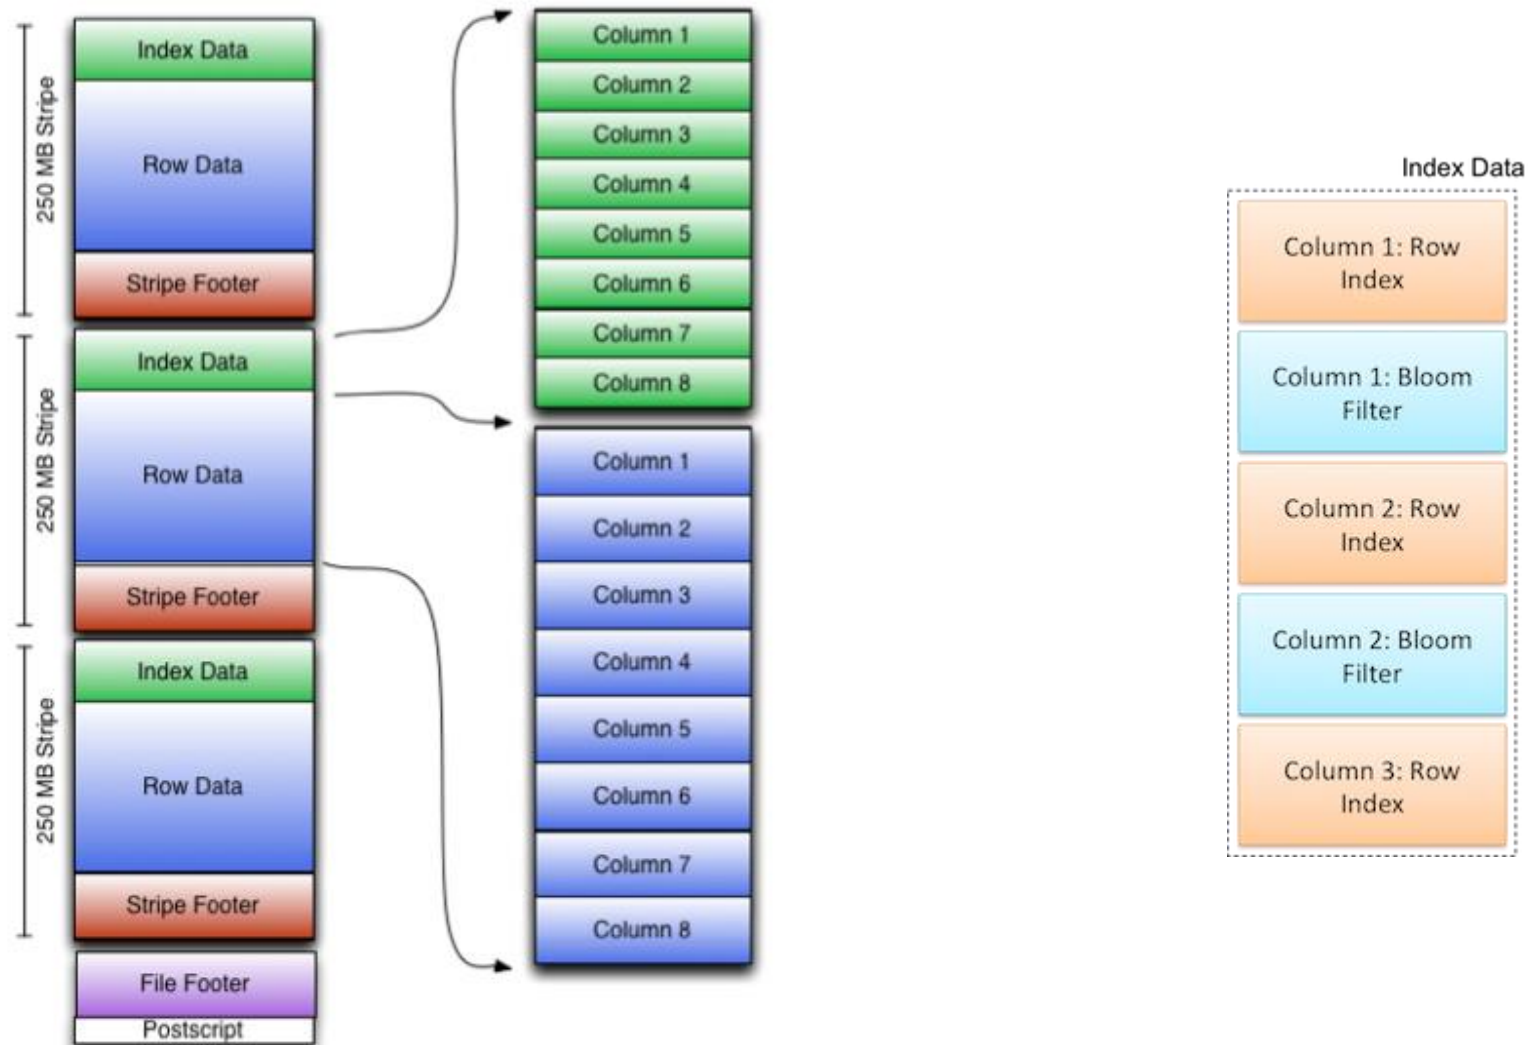 250 MB Stripe
Index Data
Row Data
Stripe Footer
250 MB Stripe
Index Data
Row Data
Stripe Footer
250 MB Stripe
Index Data
Row Data
Stripe Footer
File Footer
Postscript
Column 1
Column 2
Column 3
Column 4
Column 5
Column 6
Column 7
Column 8
Column 1
Column 2
Column 3
Column 4
Column 5
Column 6
Column 7
Column 8
Index Data
Column 1: Row
Index
Column 1: Bloom
Filter
Column 2: Row
Index
Column 2: Bloom
Filter
Column 3: Row
Index